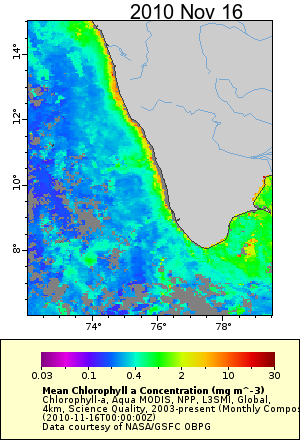 2010 Nov 16
14°
12°
10°
8°
74° 76° 78°
0.03 0.1 0.5 2 10 30
Mean Chlorophyll a Concentration (mg m^-3)
Chlorophyll-a, Aqua MODIS, NPP, L3SMI, Global,
4km, Science Quality, 2003-present (Monthly Compos
(2010-11-16T00:00:00Z)
Data courtesy of NASA/GSFC OBPG